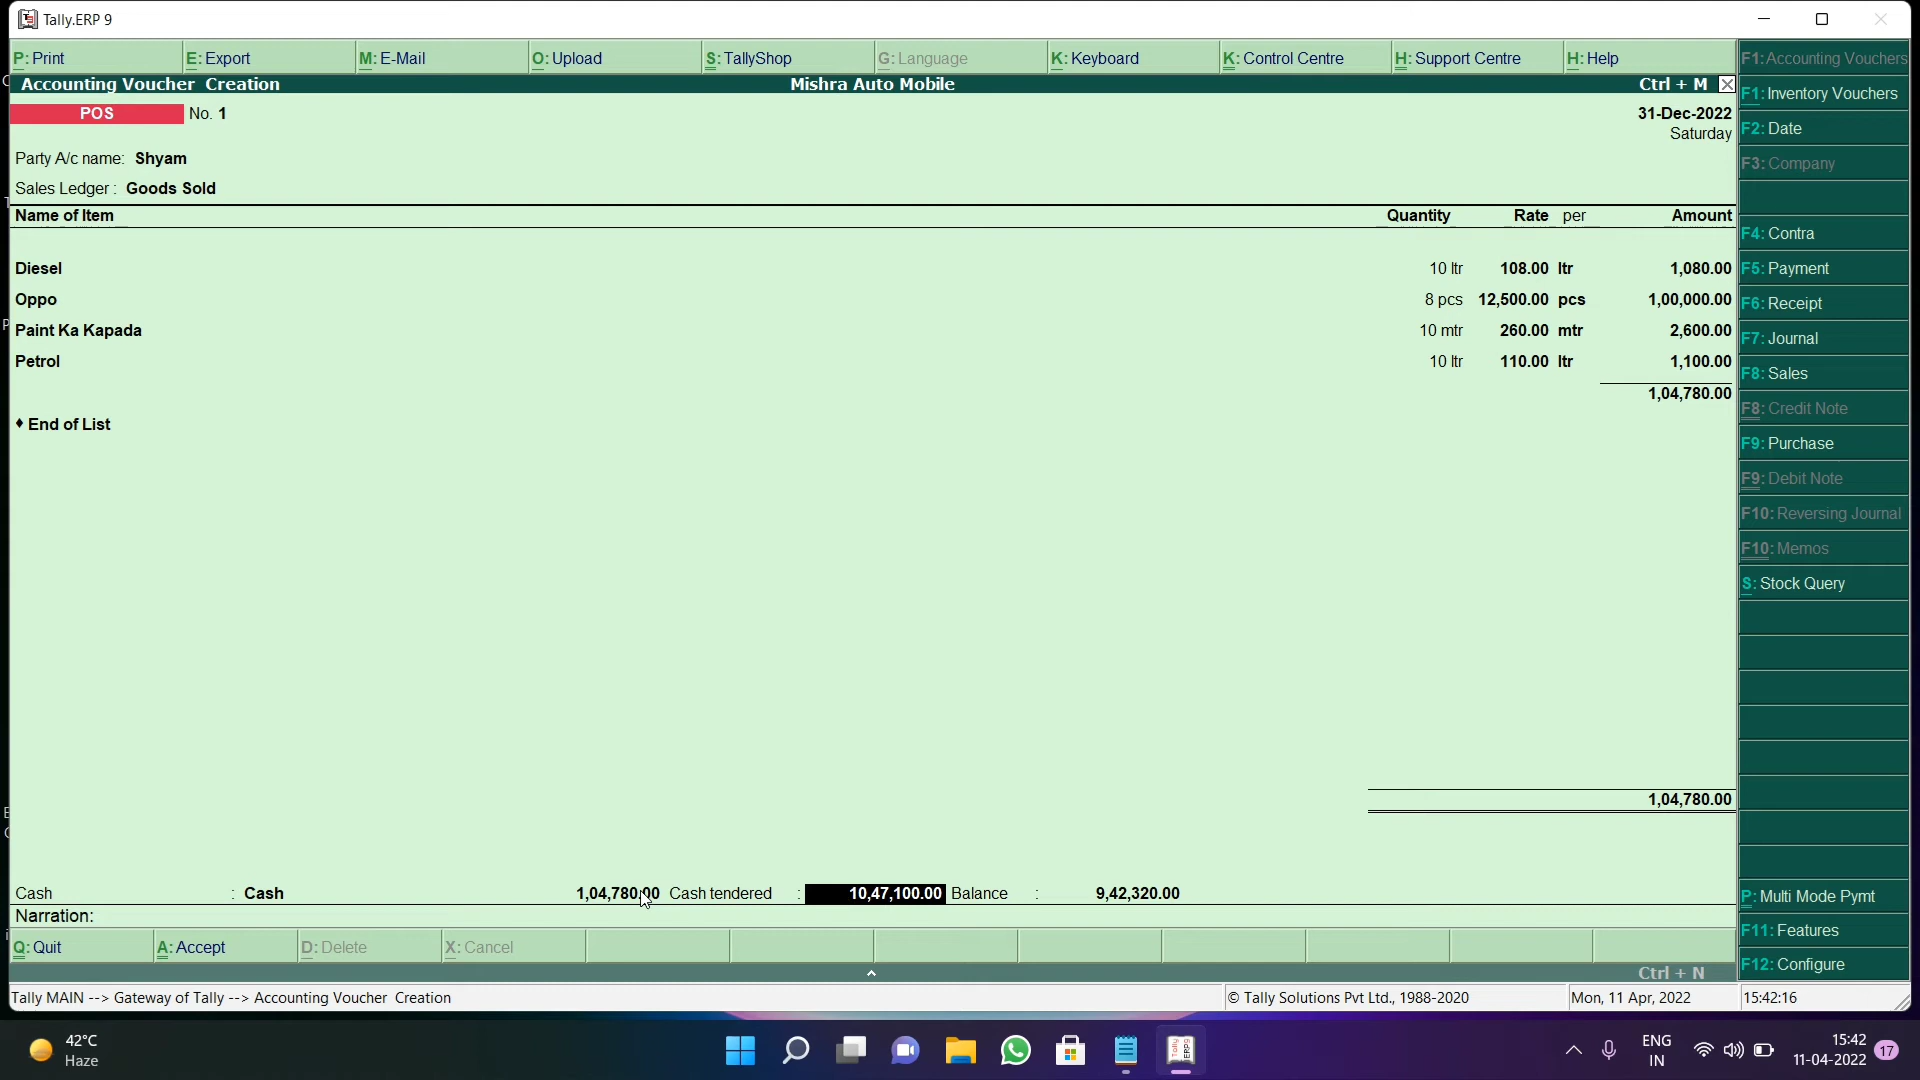 Tally.ERP 9
P: Print E: Export M: E-Mail O: Upload S: TallyShop G: Language K: Keyboard K: Control Centre H: Support Centre H: Help
Accounting Voucher Creation Mishra Auto Mobile Ctrl + M
POS No. 1 31-Dec-2022
Saturday
Party A/c name: Shyam
Sales Ledger : Goods Sold
Name of Item Quantity Rate per Amount
Diesel 10 ltr 108.00 ltr 1,080.00
Oppo 8 pcs 12,500.00 pcs 1,00,000.00
Paint Ka Kapada 10 mtr 260.00 mtr 2,600.00
Petrol 10 ltr 110.00 ltr 1,100.00
1,04,780.00
♦ End of List
1,04,780.00
Cash : Cash 1,04,780.00 Cash tendered : 10,47,100.00 Balance : 9,42,320.00
Narration:
Q: Quit A: Accept D: Delete X: Cancel
Ctrl + N
F1: Accounting Vouchers
F1: Inventory Vouchers
F2: Date
F3: Company
F4: Contra
F5: Payment
F6: Receipt
F7: Journal
F8: Sales
F8: Credit Note
F9: Purchase
F9: Debit Note
F10: Reversing Journal
F10: Memos
S: Stock Query
P: Multi Mode Pymt
F11: Features
F12: Configure
Tally MAIN --> Gateway of Tally --> Accounting Voucher Creation © Tally Solutions Pvt Ltd., 1988-2020 Mon, 11 Apr, 2022 15:42:16
42°C
Haze
Tally
ERP9
ENG
IN
15:42
11-04-2022
17